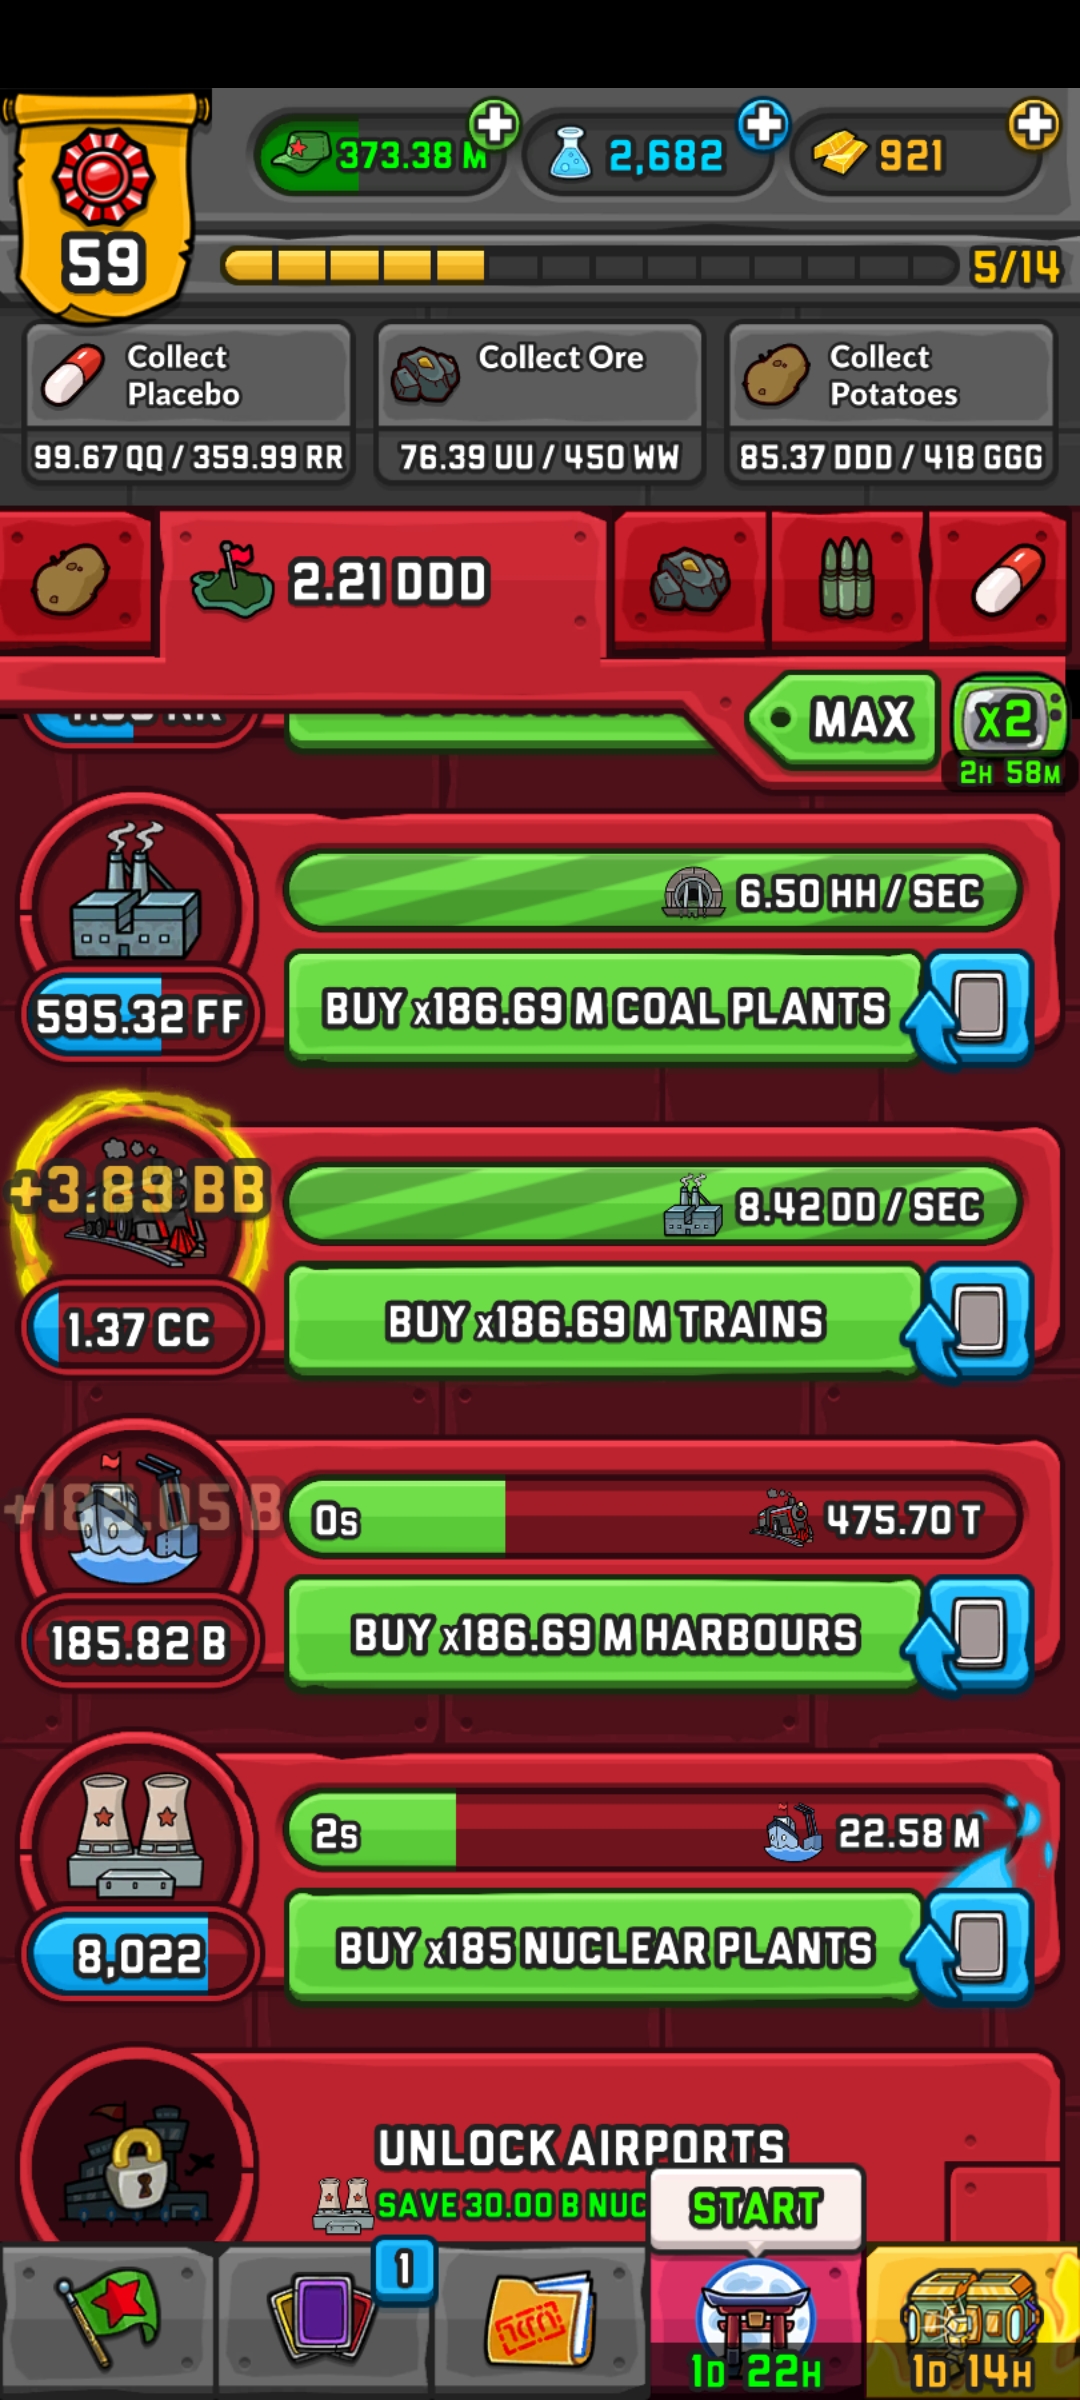 59
373.38 M
2,682
921
5/14
Collect
Placebo
99.67 QQ / 359.99 RR
Collect Ore
76.39 UU / 450 WW
Collect
Potatoes
85.37 DDD / 418 GGG
2.21 DDD
MAX
x2
2H 58M
6.50 HH / SEC
595.32 FF
BUY x186.69 M COAL PLANTS
+3.89 BB
8.42 DD / SEC
1.37 CC
BUY x186.69 M TRAINS
+185.05 B
0s
475.70 T
185.82 B
BUY x186.69 M HARBOURS
2s
22.58 M
8,022
BUY x185 NUCLEAR PLANTS
UNLOCK AIRPORTS
SAVE 30.00 B NUC
START
1
1D 22H
1D 14H